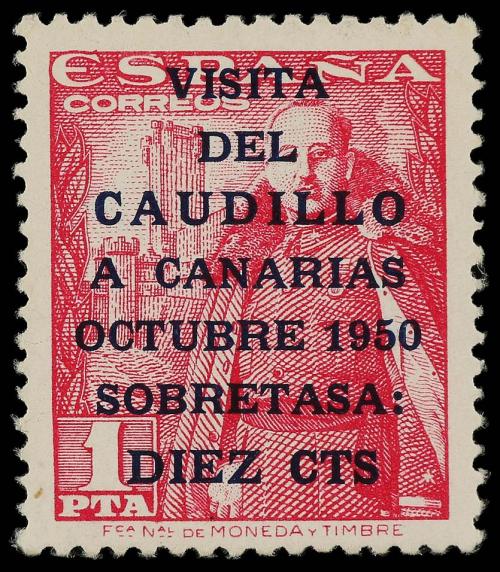 ESPAÑA
CORREOS
VISITA
DEL
CAUDILLO
A CANARIAS
OCTUBRE 1950
SOBRETASA:
DIEZ CTS
1
PTA
FCA NAL DE MONEDA Y TIMBRE